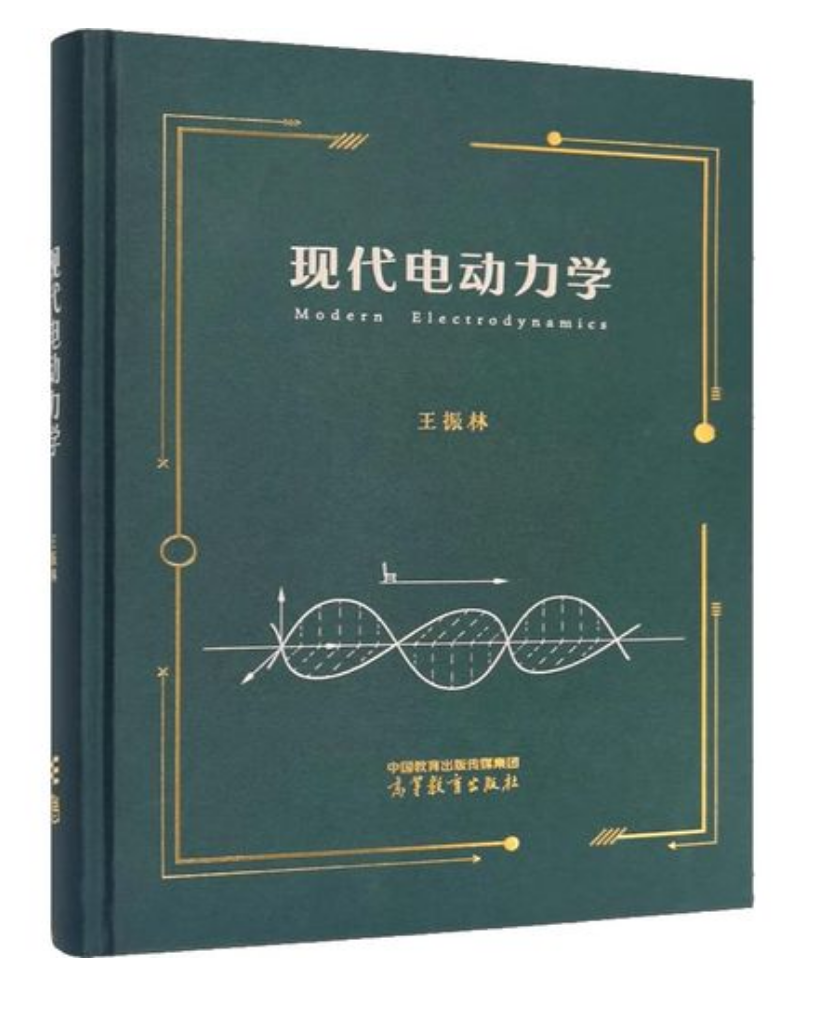 现代电动力学
Modern Electrodynamics
王振林
中国教育出版传媒集团
高等教育出版社
现代电动力学